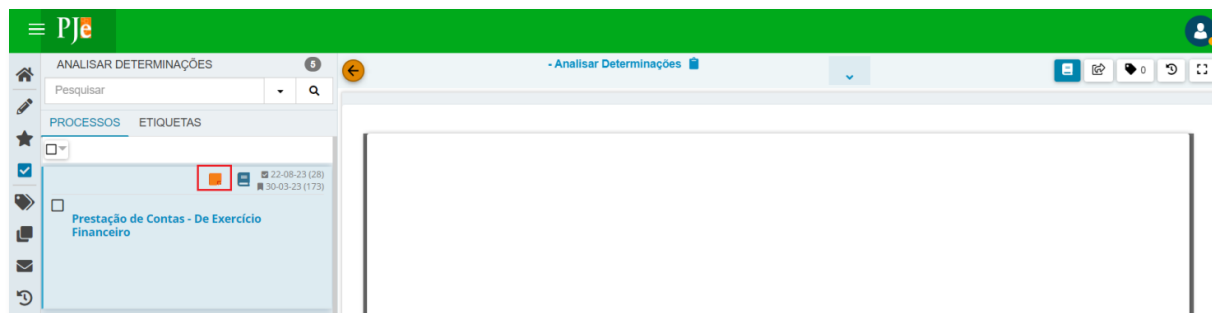 PJe
ANALISAR DETERMINAÇÕES 5
- Analisar Determinações
0
Pesquisar
PROCESSOS ETIQUETAS
22-08-23 (28)
30-03-23 (173)
Prestação de Contas - De Exercício
Financeiro